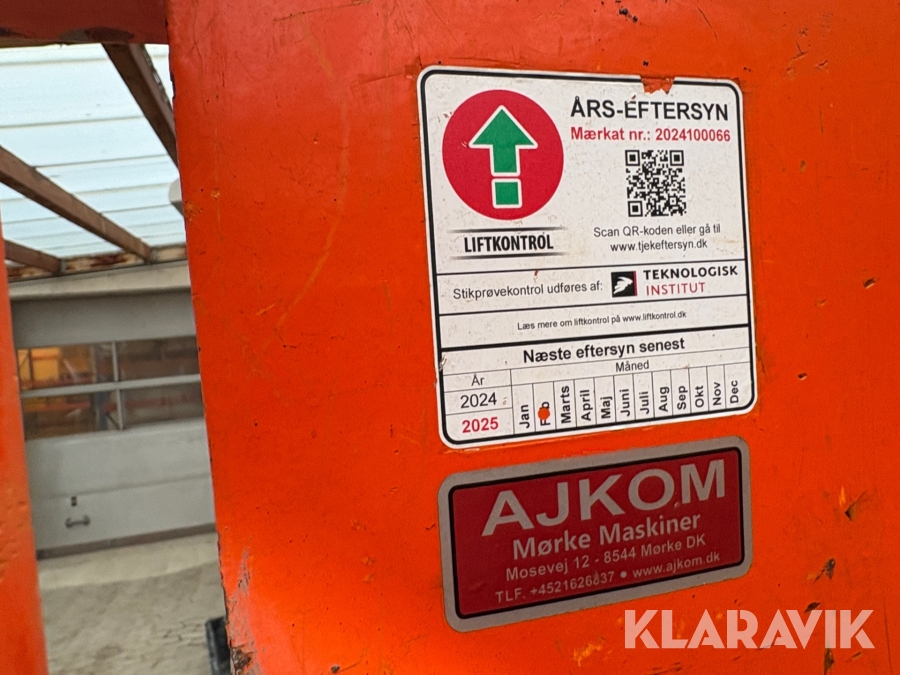 ÅRS-EFTERSYN
Mærkat nr.: 2024100066
LIFTKONTROL
Scan QR-koden eller gå til
www.tjekeftersyn.dk
Stikprøvekontrol udføres af:
TEKNOLOGISK
INSTITUT
Læs mere om liftkontrol på www.liftkontrol.dk
Næste eftersyn senest
År
Måned
2024
2025
Jan
Feb
Marts
April
Maj
Juni
Juli
Aug
Sep
Okt
Nov
Dec
AJKOM
Mørke Maskiner
Mosevej 12 - 8544 Mørke DK
TLF. +4521626837 • www.ajkom.dk
KLARAVIK